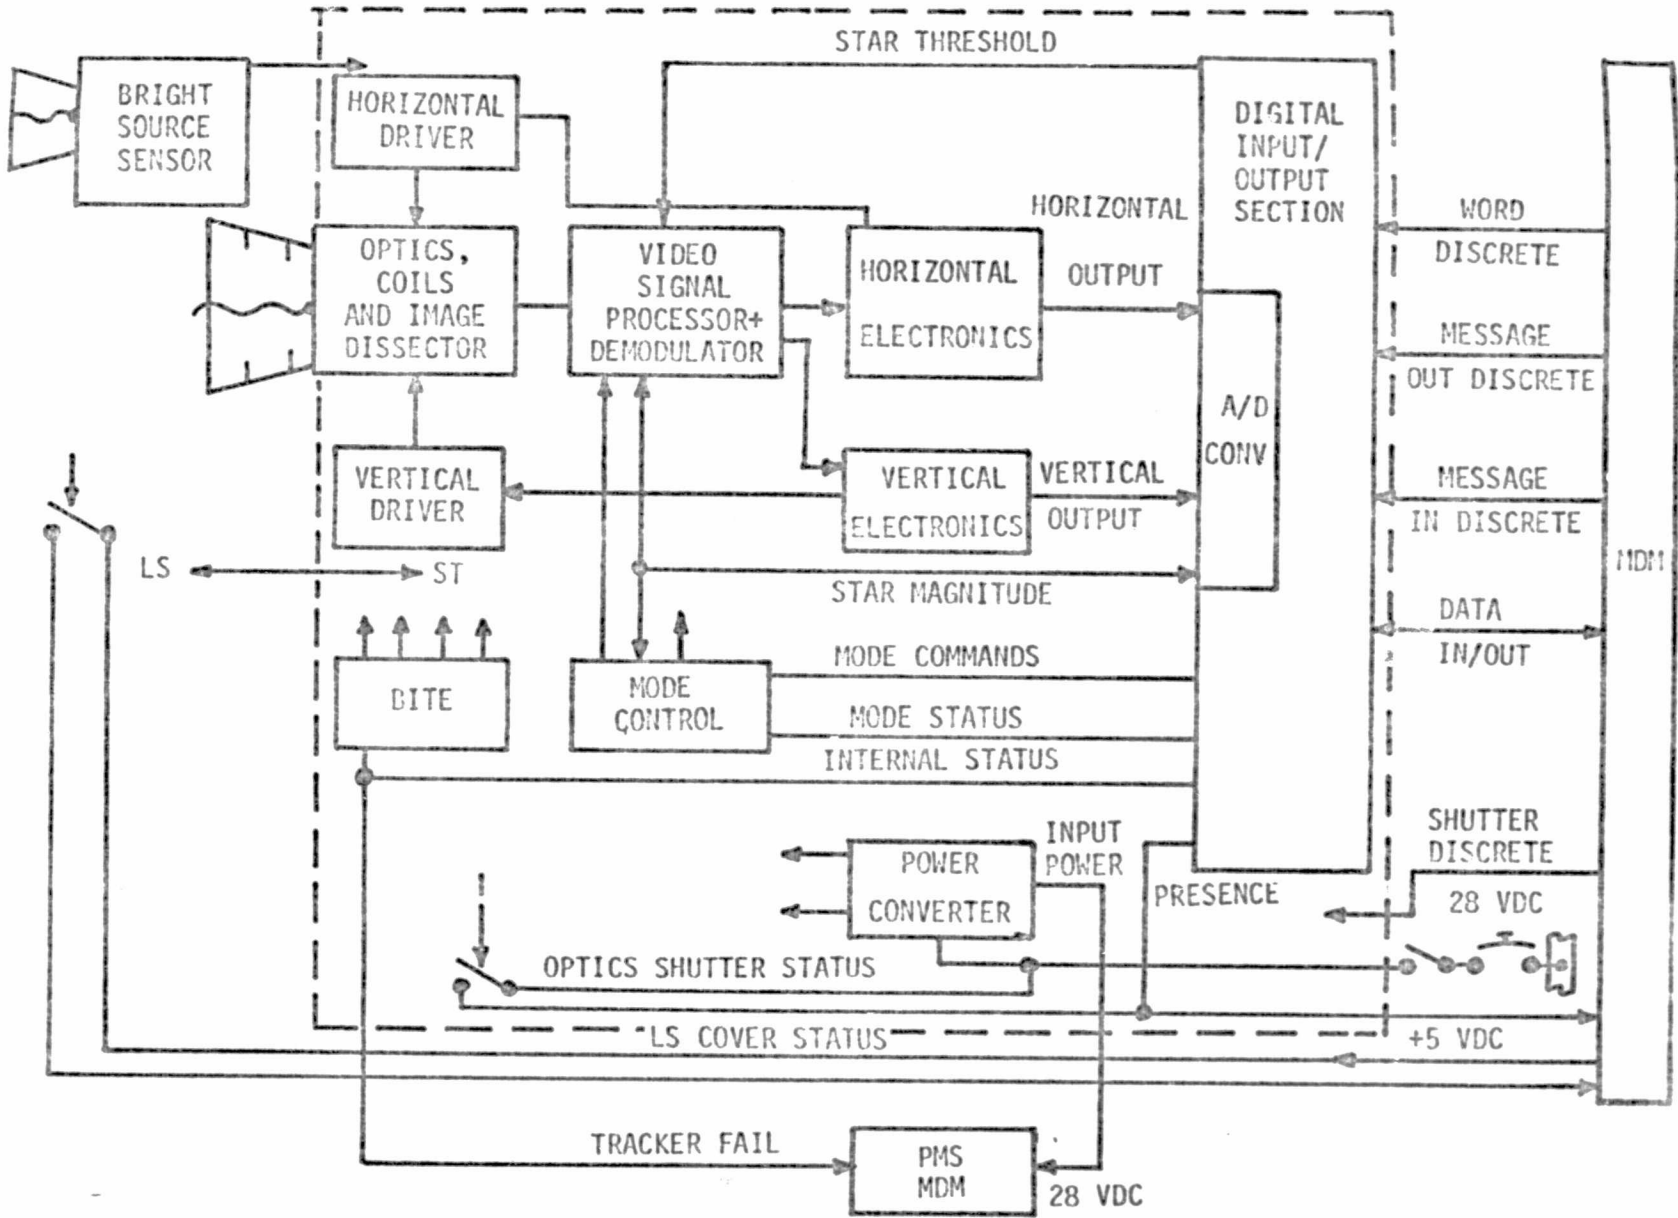 STAR THRESHOLD
BRIGHT
SOURCE
SENSOR
HORIZONTAL
DRIVER
DIGITAL
INPUT/
OUTPUT
SECTION
HORIZONTAL
OUTPUT
WORD
DISCRETE
OPTICS,
COILS
AND IMAGE
DISSECTOR
VIDEO
SIGNAL
PROCESSOR+
DEMODULATOR
HORIZONTAL
ELECTRONICS
MESSAGE
OUT DISCRETE
A/D
CONV
VERTICAL
DRIVER
VERTICAL
ELECTRONICS
VERTICAL
OUTPUT
MESSAGE
IN DISCRETE
MDM
LS
ST
STAR MAGNITUDE
DATA
IN/OUT
BITE
MODE
CONTROL
MODE COMMANDS
MODE STATUS
INTERNAL STATUS
POWER
CONVERTER
INPUT
POWER
PRESENCE
SHUTTER
DISCRETE
28 VDC
OPTICS SHUTTER STATUS
LS COVER STATUS
+5 VDC
TRACKER FAIL
PMS
MDM
28 VDC